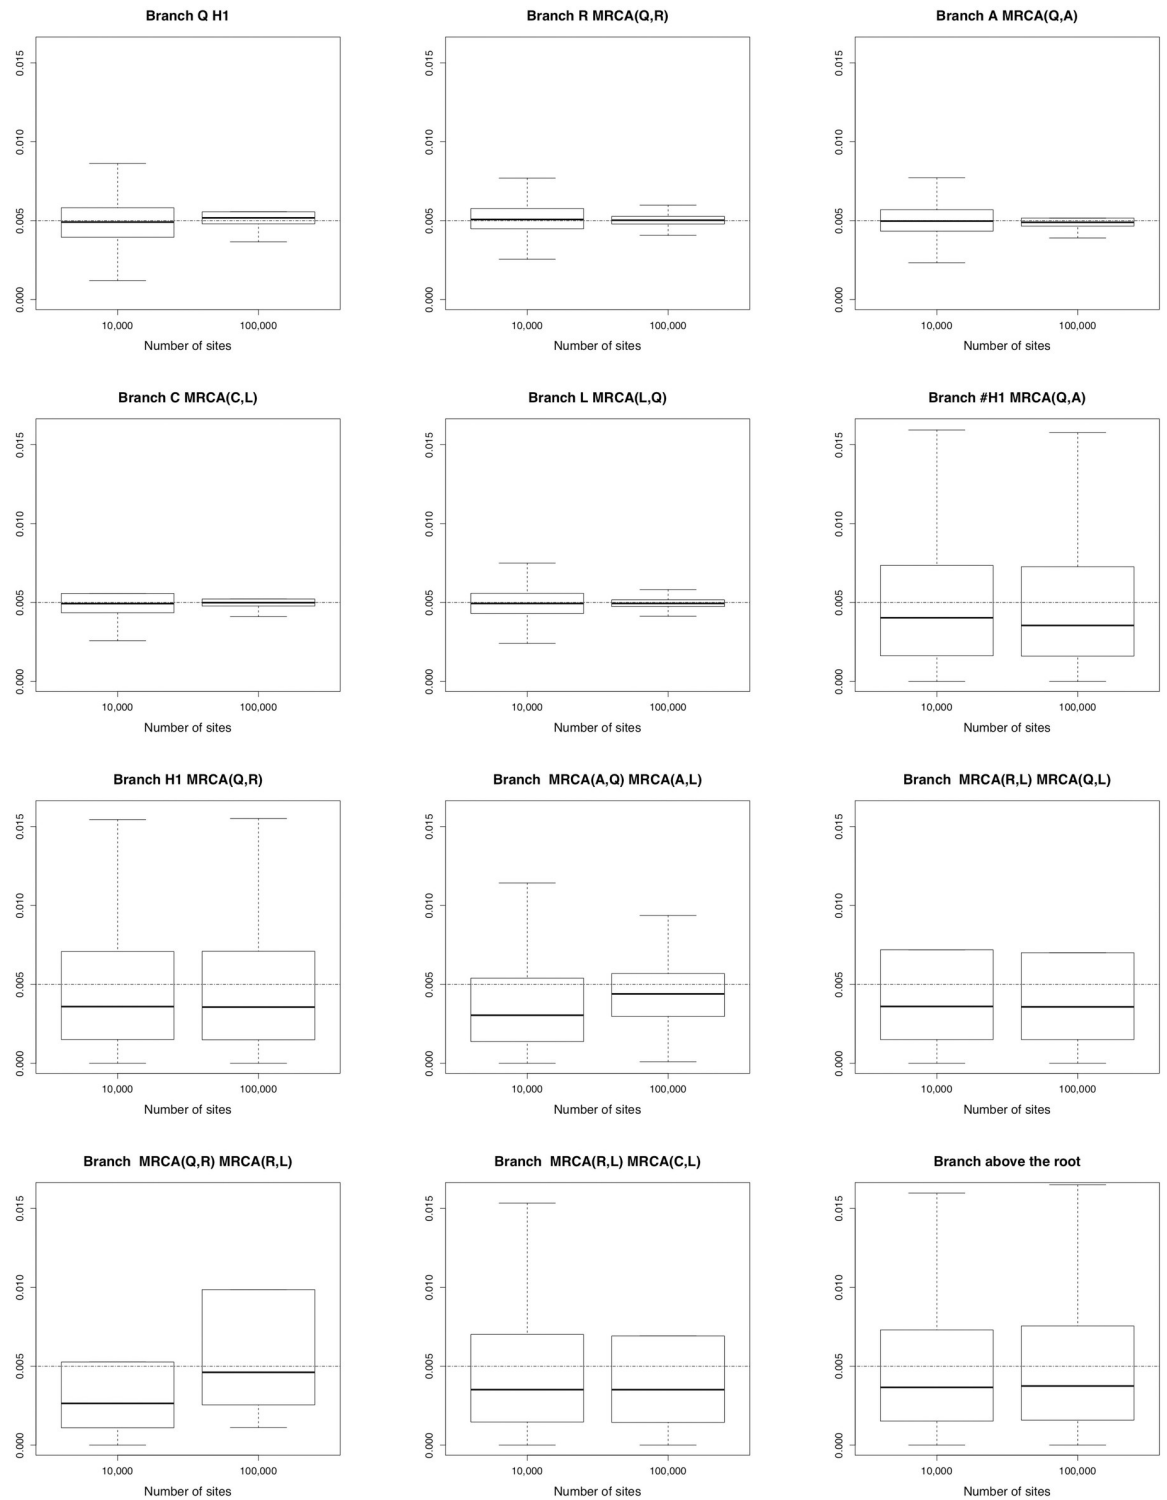 Branch Q H1
0.015
0.010
0.005
0.000
10,000 100,000
Number of sites
Branch R MRCA(Q,R)
0.015
0.010
0.005
0.000
10,000 100,000
Number of sites
Branch A MRCA(Q,A)
0.015
0.010
0.005
0.000
10,000 100,000
Number of sites
Branch C MRCA(C,L)
0.015
0.010
0.005
0.000
10,000 100,000
Number of sites
Branch L MRCA(L,Q)
0.015
0.010
0.005
0.000
10,000 100,000
Number of sites
Branch #H1 MRCA(Q,A)
0.015
0.010
0.005
0.000
10,000 100,000
Number of sites
Branch H1 MRCA(Q,R)
0.015
0.010
0.005
0.000
10,000 100,000
Number of sites
Branch MRCA(A,Q) MRCA(A,L)
0.015
0.010
0.005
0.000
10,000 100,000
Number of sites
Branch MRCA(R,L) MRCA(Q,L)
0.015
0.010
0.005
0.000
10,000 100,000
Number of sites
Branch MRCA(Q,R) MRCA(R,L)
0.015
0.010
0.005
0.000
10,000 100,000
Number of sites
Branch MRCA(R,L) MRCA(C,L)
0.015
0.010
0.005
0.000
10,000 100,000
Number of sites
Branch above the root
0.015
0.010
0.005
0.000
10,000 100,000
Number of sites